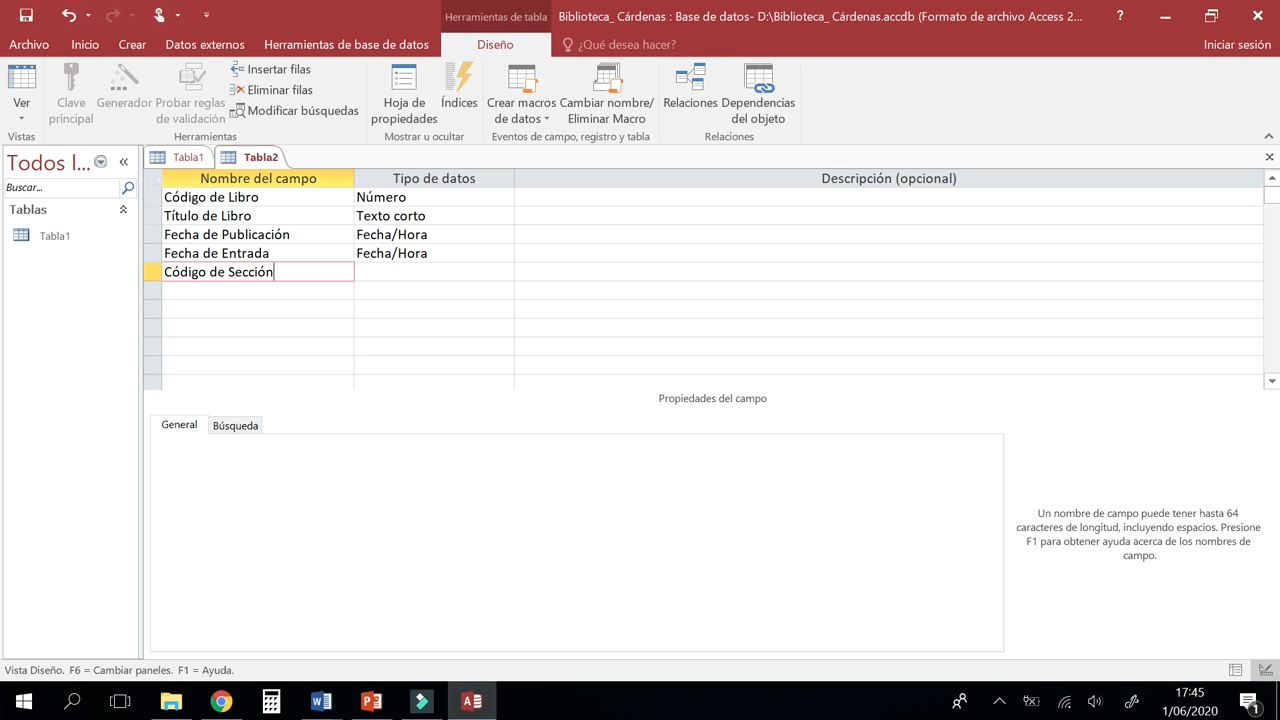 Herramientas de tabla
Biblioteca_ Cárdenas : Base de datos- D:\Biblioteca_ Cárdenas.accdb (Formato de archivo Access 2...
?
Archivo
Inicio
Crear
Datos externos
Herramientas de base de datos
Diseño
¿Qué desea hacer?
Iniciar sesión
Ver
Clave principal
Generador
Probar reglas de validación
Insertar filas
Eliminar filas
Modificar búsquedas
Hoja de propiedades
Índices
Crear macros de datos
Cambiar nombre/ Eliminar Macro
Relaciones
Dependencias del objeto
Vistas
Herramientas
Mostrar u ocultar
Eventos de campo, registro y tabla
Relaciones
Todos l...
Buscar...
Tablas
Tabla1
Tabla1
Tabla2
Nombre del campo
Tipo de datos
Descripción (opcional)
Código de Libro
Número
Título de Libro
Texto corto
Fecha de Publicación
Fecha/Hora
Fecha de Entrada
Fecha/Hora
Código de Sección
Propiedades del campo
General
Búsqueda
Un nombre de campo puede tener hasta 64
caracteres de longitud, incluyendo espacios. Presione
F1 para obtener ayuda acerca de los nombres de
campo.
Vista Diseño. F6 = Cambiar paneles. F1 = Ayuda.
17:45
1/06/2020
1